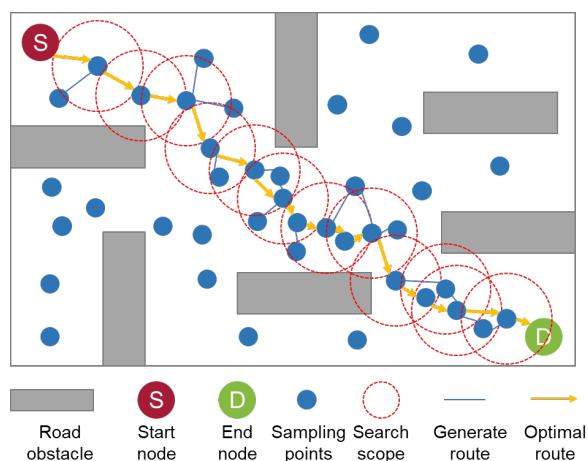 S
D
S
D
Road
obstacle
Start
node
End
node
Sampling
points
Search
scope
Generate
route
Optimal
route